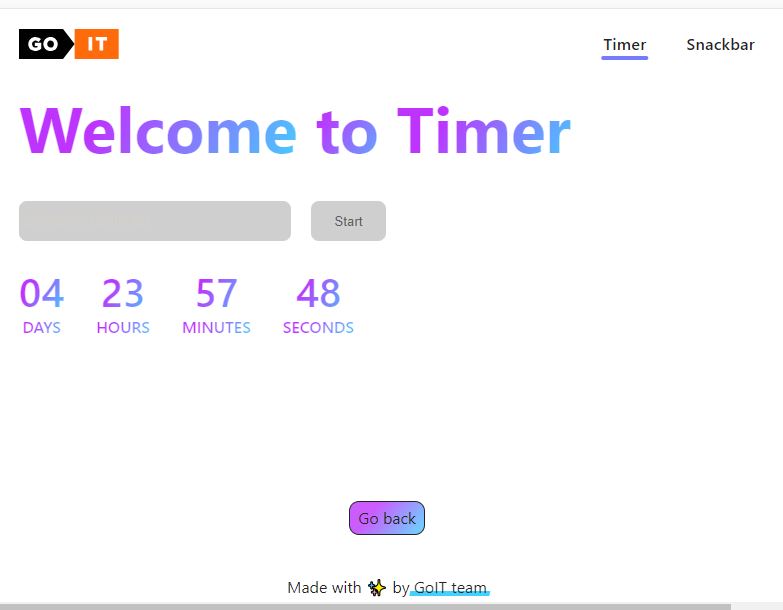 GO IT
Timer Snackbar
Welcome to Timer
Start
04 23 57 48
DAYS HOURS MINUTES SECONDS
Go back
Made with ✨ by GoIT team